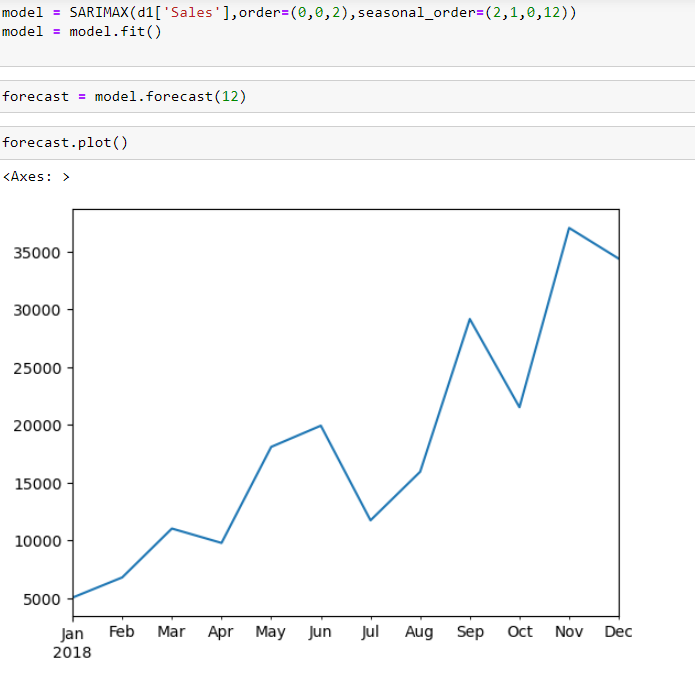 model = SARIMAX(d1['Sales'],order=(0,0,2),seasonal_order=(2,1,0,12))
model = model.fit()
forecast = model.forecast(12)
forecast.plot()
<Axes: >
35000
30000
25000
20000
15000
10000
5000
Jan Feb Mar Apr May Jun Jul Aug Sep Oct Nov Dec
2018